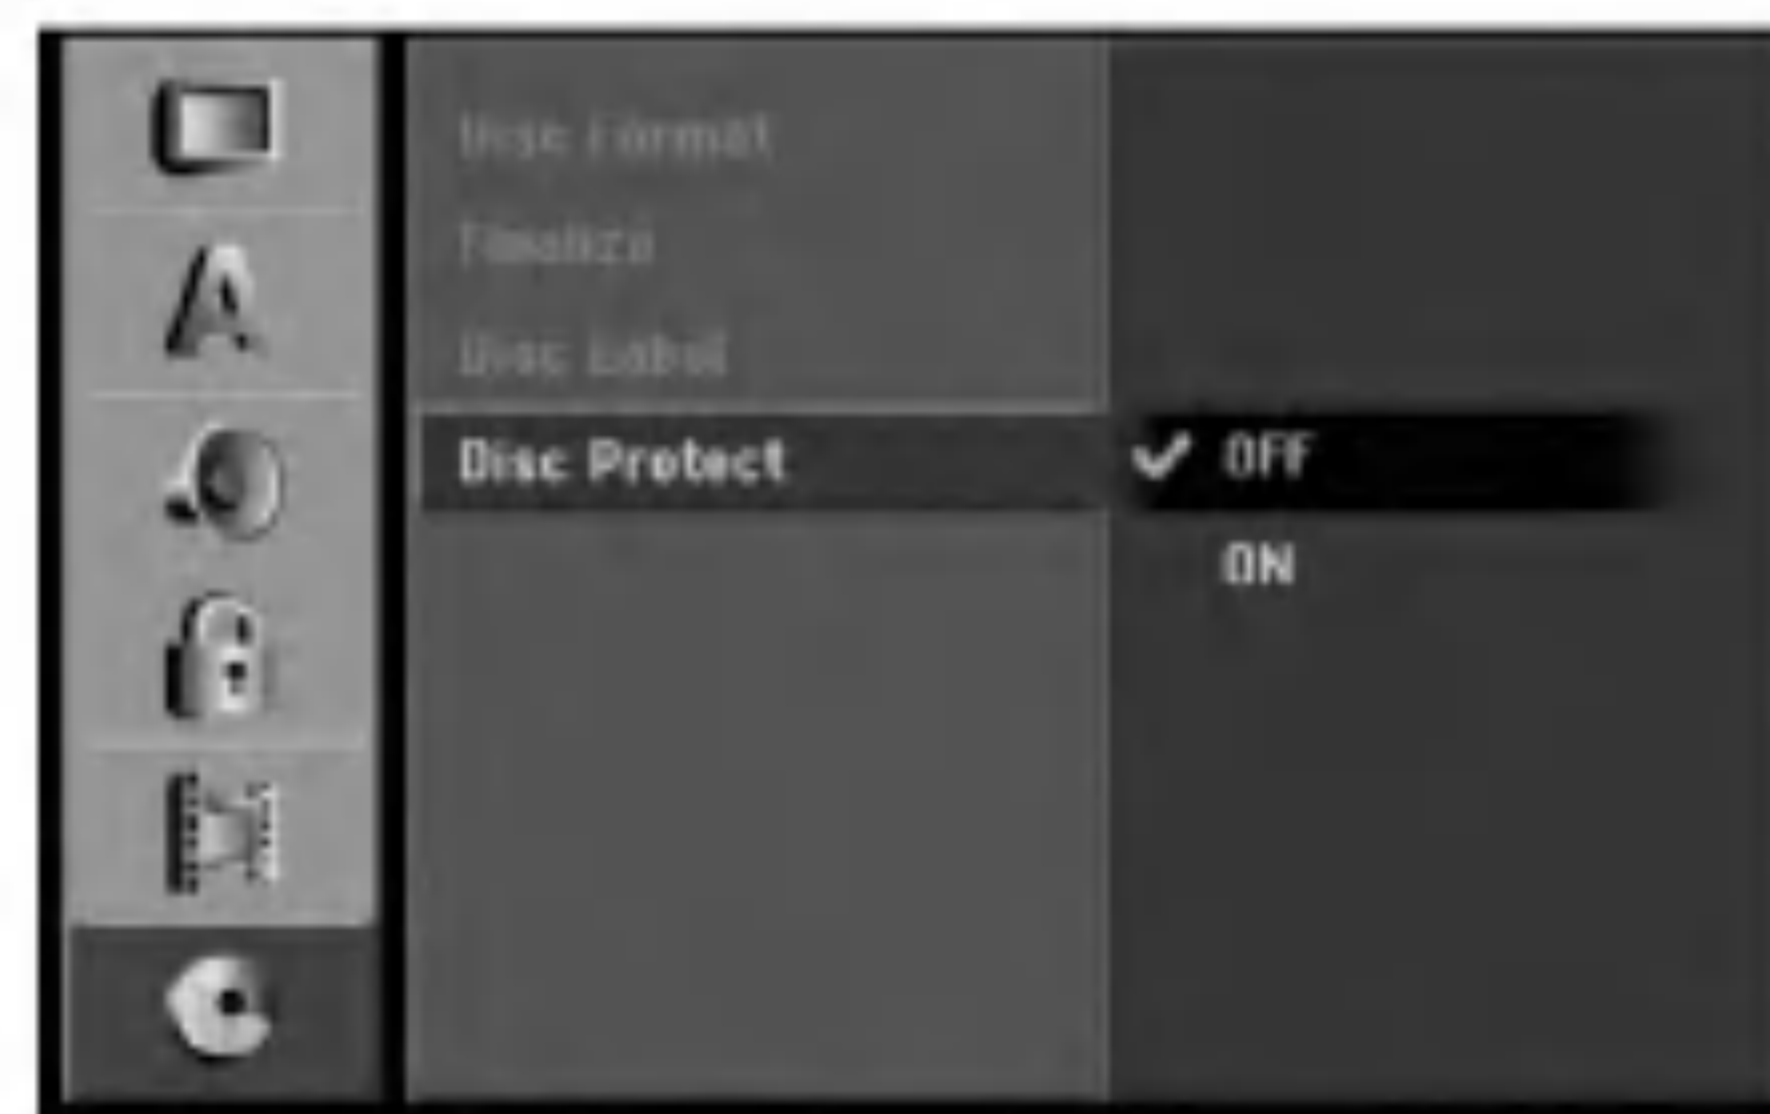 Disc Format
Finalize
Disc Label
Disc Protect
✔ OFF
ON